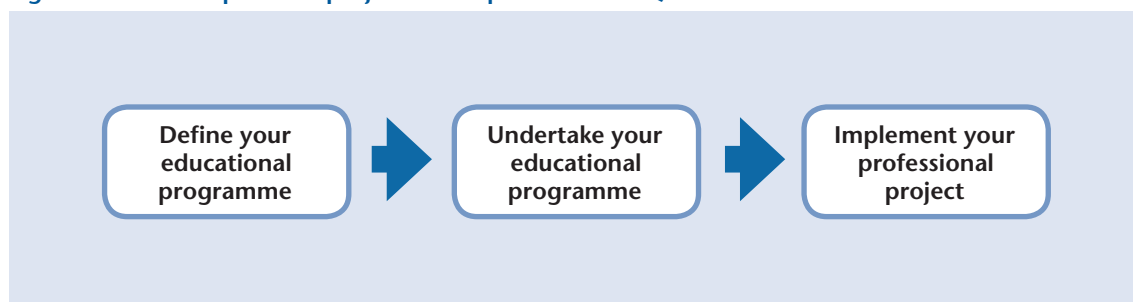 Define your
educational
programme
Undertake your
educational
programme
Implement your
professional
project